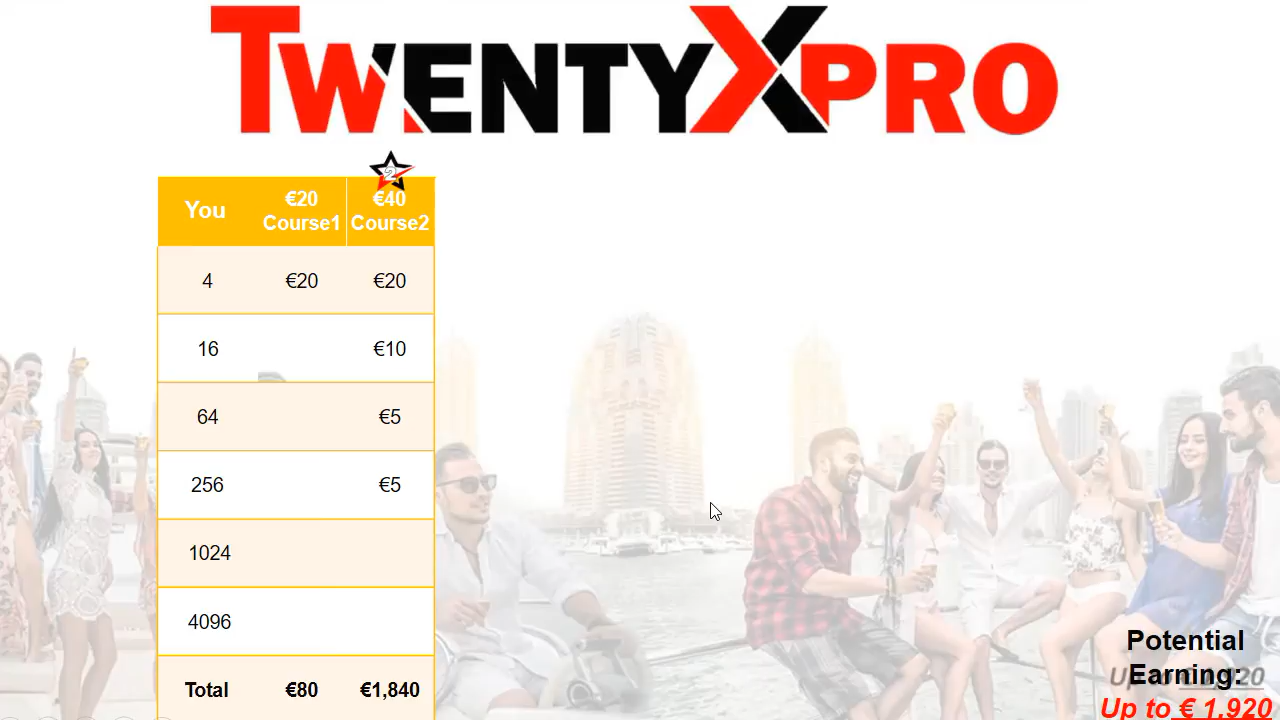 TWENTYXPRO
2
You €20 Course1 €40 Course2
4 €20 €20
16 €10
64 €5
256 €5
1024
4096
Total €80 €1,840
Potential
Earning:
Up to € 1,920